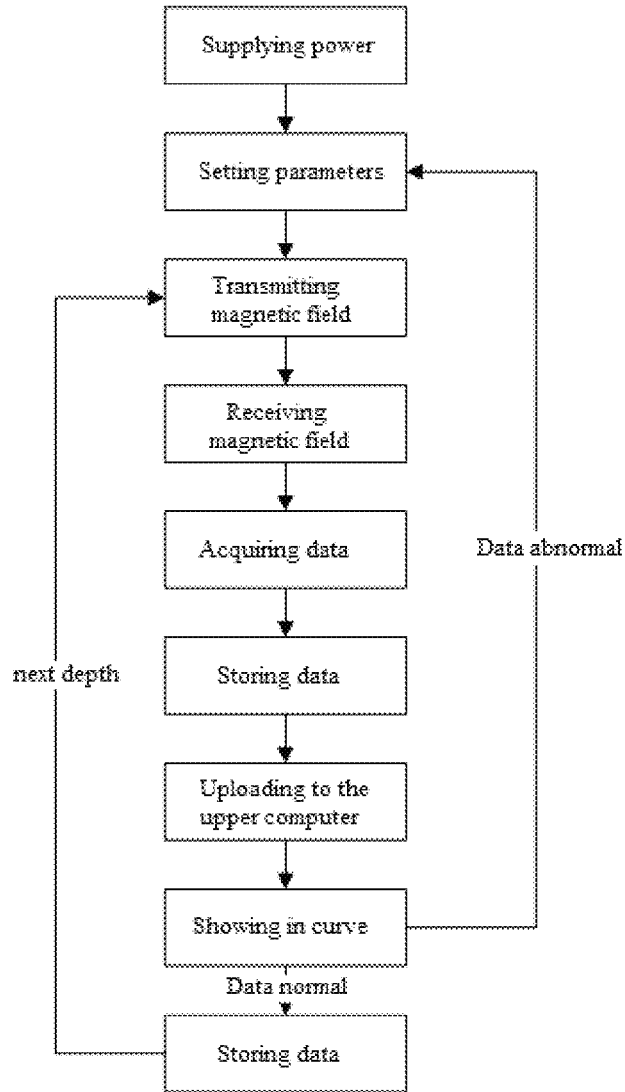 Supplying power
Setting parameters
Transmitting
magnetic field
Receiving
magnetic field
Acquiring data
Data abnormal
Storing data
next depth
Uploading to the
upper computer
Showing in curve
Data normal
Storing data